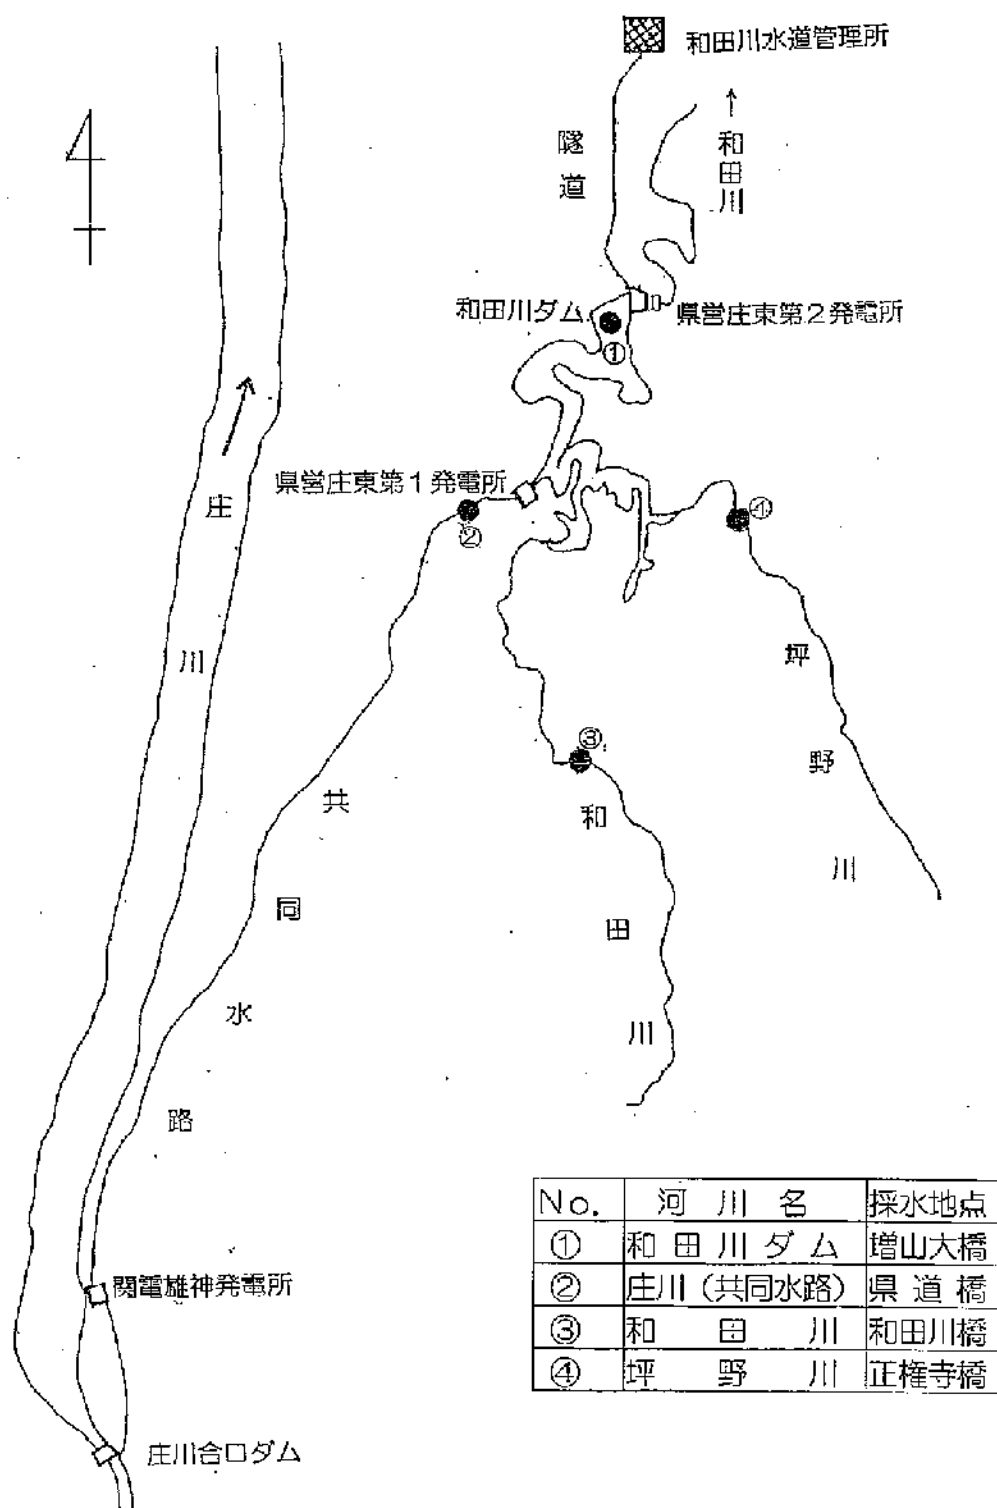 和田川水道管理所
隧道
↑
和田川
和田川ダム
県営庄東第2発電所
①
県営庄東第1発電所
②
④
庄川
坪野川
③
和田川
共同水路
関電雄神発電所
庄川合口ダム
No. 河川名 採水地点
① 和田川ダム 増山大橋
② 庄川(共同水路) 県道橋
③ 和田川 和田川橋
④ 坪野川 正権寺橋